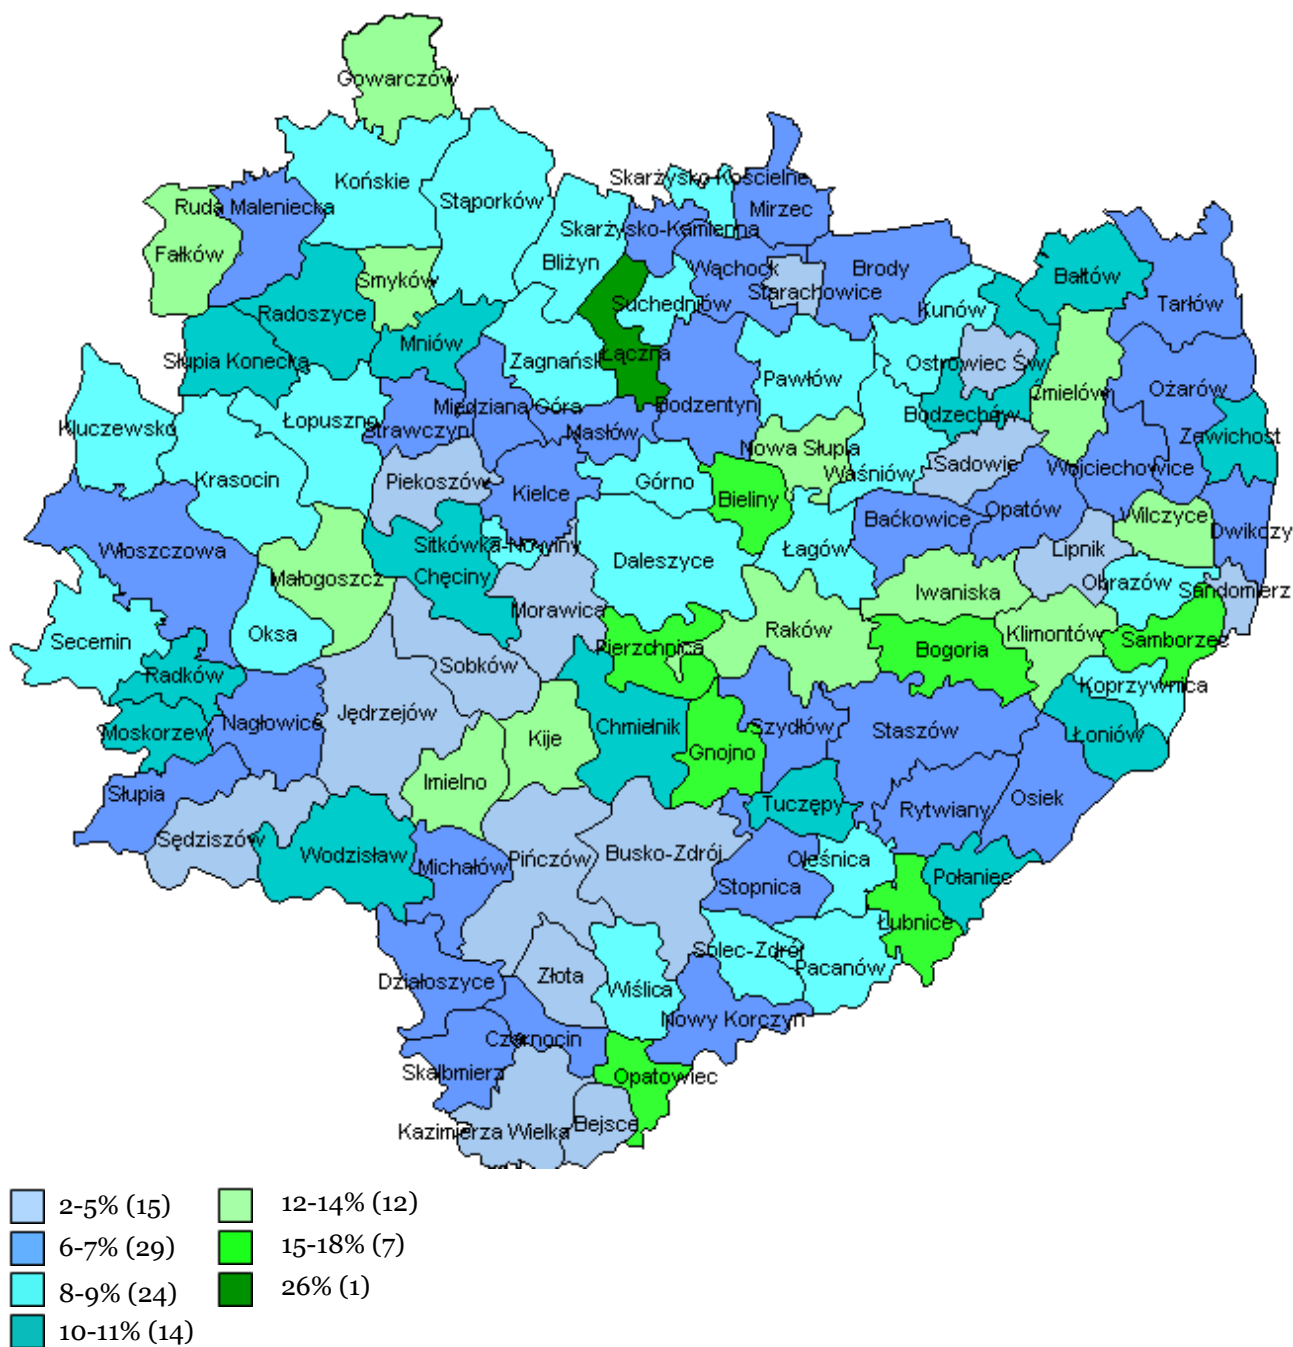 Gowarczów
Końskie
Stąporków
Skarżysko Kościelne
Ruda Maleniecka
Mirzec
Fałków
Skarżysko-Kamienna
Bliżyn
Wąchock
Brody
Bałtów
Smyków
Starachowice
Tarłów
Suchedniów
Kunów
Radoszyce
Mniów
Słupia Konecka
Zagnańsk
Łączna
Ostrowiec Św.
Pawłów
Ożarów
Ćmielów
Miedziana Góra
Bodzentyn
Bodzechów
Łopuszno
Kluczewsko
Strawczyn
Masłów
Zawichost
Nowa Słupia
Sadowie
Wojciechowice
Waśniów
Krasocin
Piekoszów
Górno
Kielce
Bieliny
Opatów
Wilczyce
Baćkowice
Dwikozy
Włoszczowa
Sitkówka-Nowiny
Łagów
Lipnik
Daleszyce
Małogoszcz
Chęciny
Obrazów
Sandomierz
Iwaniska
Morawica
Oksa
Raków
Klimontów
Secemin
Pierzchnica
Bogoria
Samborzec
Sobków
Radków
Koprzywnica
Jędrzejów
Nagłowice
Chmielnik
Szydłów
Staszów
Moskorzew
Łoniów
Kije
Gnojno
Imielno
Słupia
Osiek
Tuczępy
Rytwiany
Sędziszów
Wodzisław
Pińczów
Busko-Zdrój
Oleśnica
Michałów
Połaniec
Stopnica
Łubnice
Solec-Zdrój
Pacanów
Złota
Działoszyce
Wiślica
Nowy Korczyn
Czarnocin
Skalbmierz
Opatowiec
Bejsce
Kazimierza Wielka
2-5% (15)
6-7% (29)
8-9% (24)
10-11% (14)
12-14% (12)
15-18% (7)
26% (1)